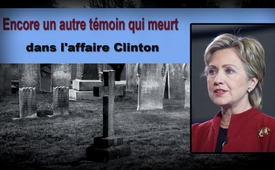 Encore un autre témoin qui meurt
dans l'affaire Clinton